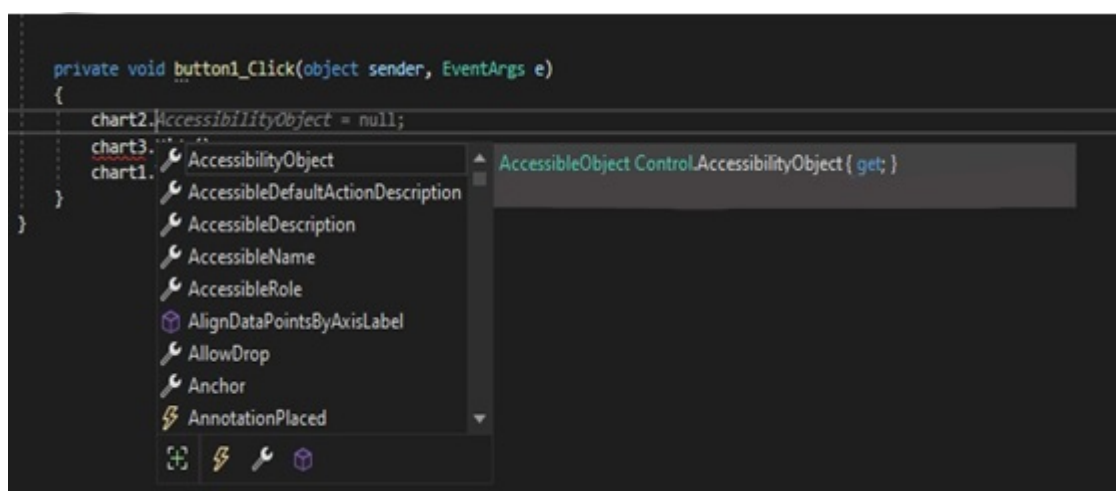 private void button1_Click(object sender, EventArgs e)
{
chart2.AccessibilityObject = null;
chart3.
chart1.
}
}
AccessibilityObject
AccessibleDefaultActionDescription
AccessibleDescription
AccessibleName
AccessibleRole
AlignDataPointsByAxisLabel
AllowDrop
Anchor
AnnotationPlaced
AccessibleObject Control.AccessibilityObject { get; }